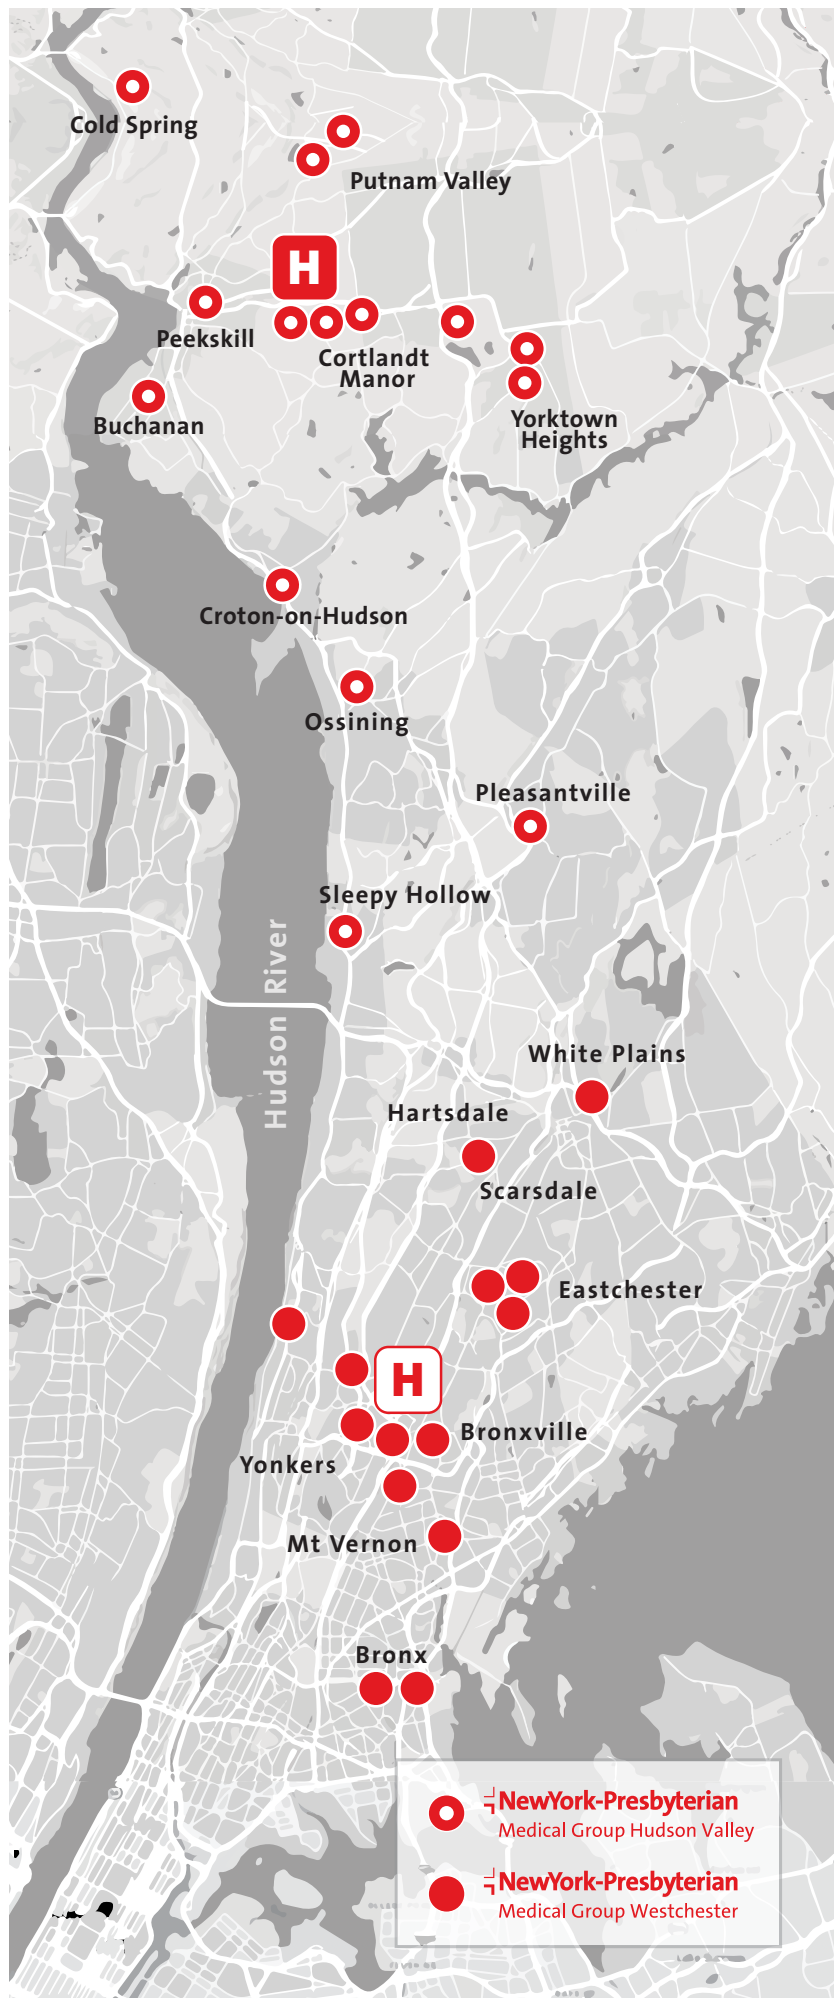 Cold Spring
Putnam Valley
H
Peekskill
Cortlandt
Manor
Buchanan
Yorktown
Heights
Croton-on-Hudson
Ossining
Pleasantville
Sleepy Hollow
Hudson River
White Plains
Hartsdale
Scarsdale
Eastchester
H
Bronxville
Yonkers
Mt Vernon
Bronx
NewYork-Presbyterian
Medical Group Hudson Valley
NewYork-Presbyterian
Medical Group Westchester